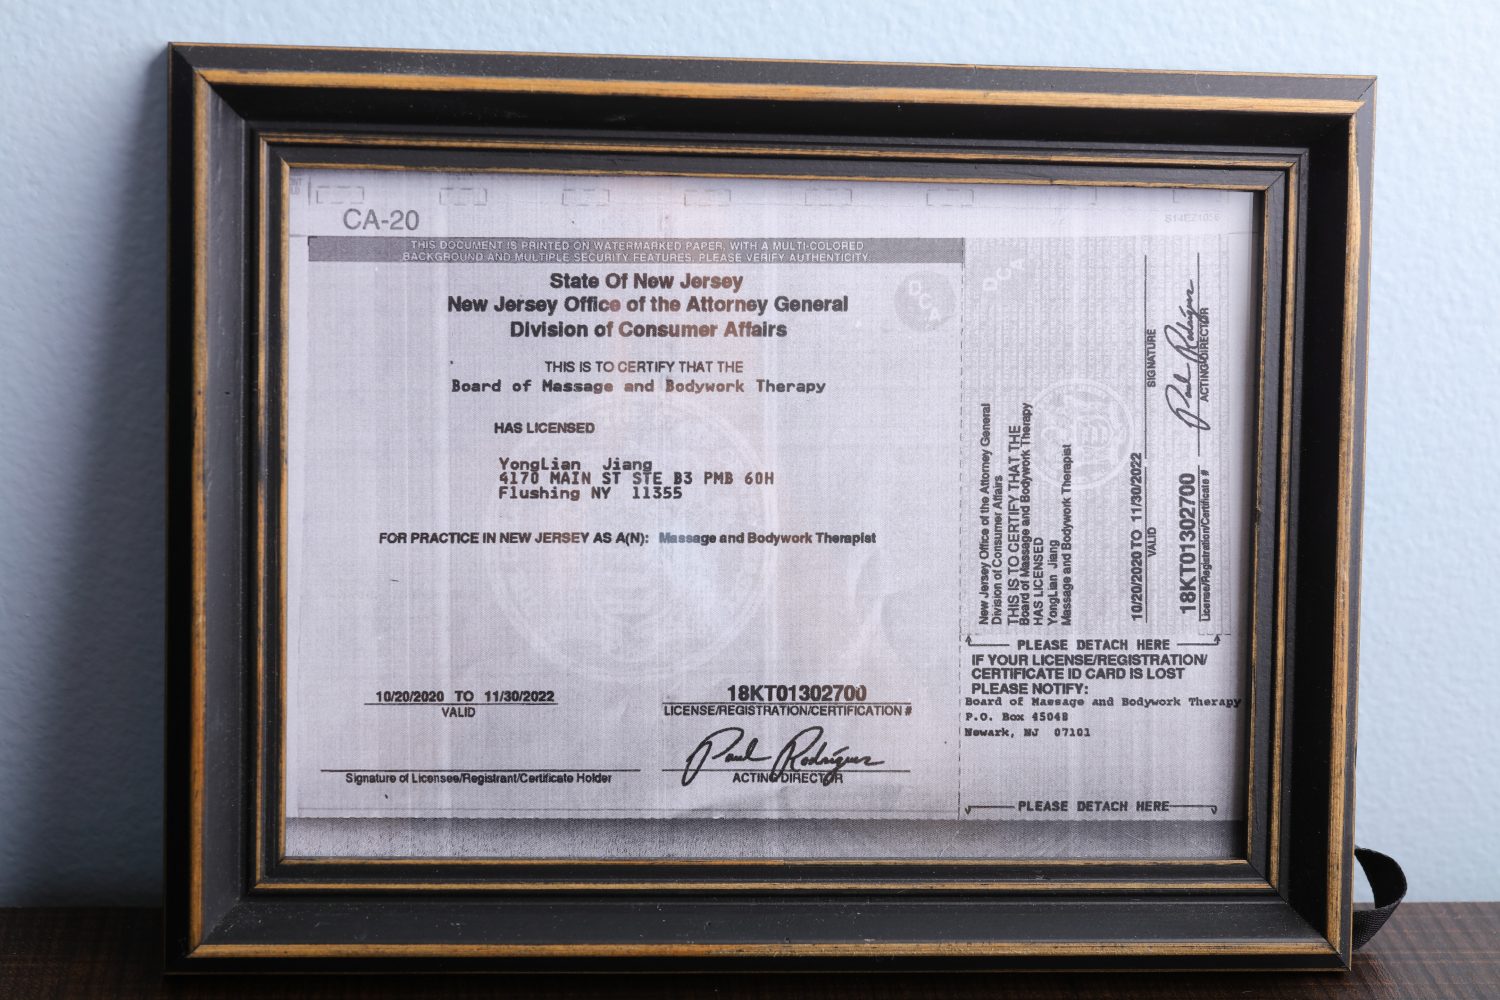 CA-20
S14EZ1056
THIS DOCUMENT IS PRINTED ON WATERMARKED PAPER, WITH A MULTI-COLORED
BACKGROUND AND MULTIPLE SECURITY FEATURES. PLEASE VERIFY AUTHENTICITY.
State Of New Jersey
New Jersey Office of the Attorney General
Division of Consumer Affairs
DCA
THIS IS TO CERTIFY THAT THE
Board of Massage and Bodywork Therapy
HAS LICENSED
YongLian Jiang
4170 MAIN ST STE B3 PMB 60H
Flushing NY 11355
FOR PRACTICE IN NEW JERSEY AS A(N): Massage and Bodywork Therapist
10/20/2020 TO 11/30/2022
VALID
18KT01302700
LICENSE/REGISTRATION/CERTIFICATION #
Signature of Licensee/Registrant/Certificate Holder
Paul Rodríguez
ACTING DIRECTOR
DCA
New Jersey Office of the Attorney General
Division of Consumer Affairs
THIS IS TO CERTIFY THAT THE
Board of Massage and Bodywork Therapy
HAS LICENSED
YongLian Jiang
Massage and Bodywork Therapist
10/20/2020 TO 11/30/2022
VALID
SIGNATURE
18KT01302700
License/Registration/Certificate #
Paul Rodríguez
ACTING DIRECTOR
PLEASE DETACH HERE
IF YOUR LICENSE/REGISTRATION/
CERTIFICATE ID CARD IS LOST
PLEASE NOTIFY:
Board of Massage and Bodywork Therapy
P.O. Box 45048
Newark, NJ 07101
PLEASE DETACH HERE